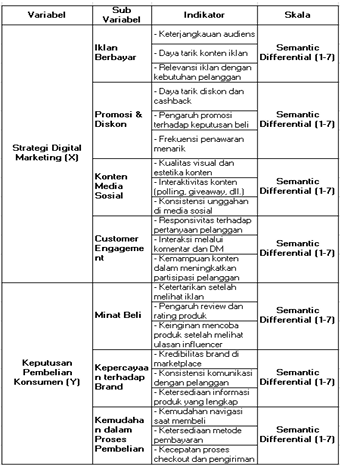 Variabel
Sub
Variabel
Indikator
Skala
Strategi Digital
Marketing (X)
Iklan
Berbayar
- Keterjangkauan audiens
- Daya tarik konten iklan
- Relevansi iklan dengan
kebutuhan pelanggan
Semantic
Differential (1-7)
Promosi &
Diskon
- Daya tarik diskon dan
cashback
- Pengaruh promosi
terhadap keputusan beli
- Frekuensi penawaran
menarik
Semantic
Differential (1-7)
Konten
Media
Sosial
- Kualitas visual dan
estetika konten
- Interaktivitas konten
(polling, giveaway, dll.)
- Konsistensi unggahan
di media sosial
Semantic
Differential (1-7)
Customer
Engageme
nt
- Responsivitas terhadap
pertanyaan pelanggan
- Interaksi melalui
komentar dan DM
- Kemampuan konten
dalam meningkatkan
partisipasi pelanggan
Semantic
Differential (1-7)
Keputusan
Pembelian
Konsumen (Y)
Minat Beli
- Ketertarikan setelah
melihat iklan
- Pengaruh review dan
rating produk
- Keinginan mencoba
produk setelah melihat
ulasan influencer
Semantic
Differential (1-7)
Kepercayaa
n terhadap
Brand
- Kredibilitas brand di
marketplace
- Konsistensi komunikasi
dengan pelanggan
- Ketersediaan informasi
produk yang lengkap
Semantic
Differential (1-7)
Kemudaha
n dalam
Proses
Pembelian
- Kemudahan navigasi
saat membeli
- Ketersediaan metode
pembayaran
- Kecepatan proses
checkout dan pengiriman
Semantic
Differential (1-7)